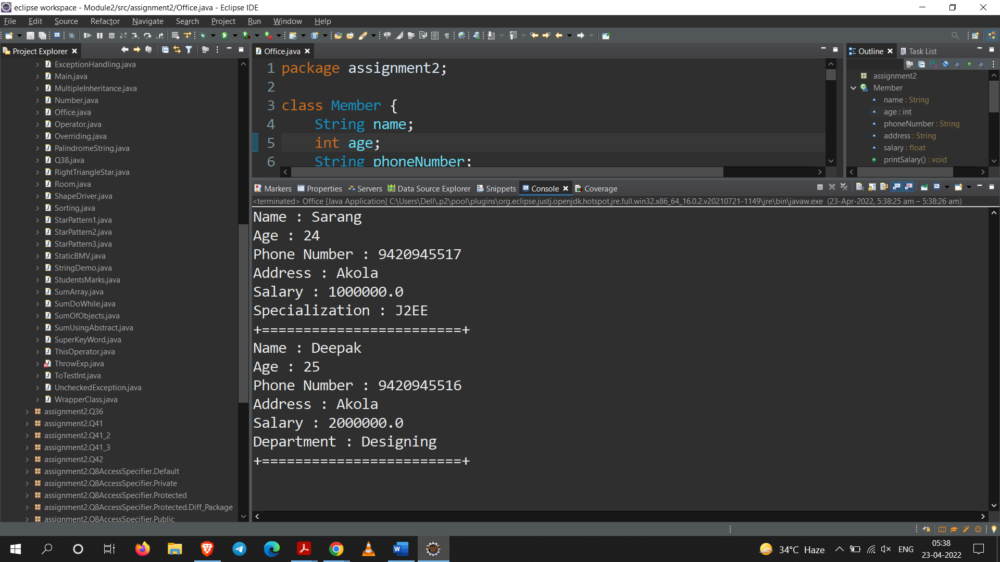 eclipse workspace - Module2/src/assignment2/Office.java - Eclipse IDE
File Edit Source Refactor Navigate Search Project Run Window Help
Project Explorer
ExceptionHandling.java
Main.java
MultipleInheritance.java
Number.java
Office.java
Operator.java
Overriding.java
PalindromeString.java
Q38.java
RightTriangleStar.java
Room.java
ShapeDriver.java
Sorting.java
StarPattern1.java
StarPattern2.java
StarPattern3.java
StaticBMV.java
StringDemo.java
StudentsMarks.java
SumArray.java
SumDoWhile.java
SumOfObjects.java
SumUsingAbstract.java
SuperKeyWord.java
ThisOperator.java
ThrowExp.java
ToTestInt.java
UncheckedException.java
WrapperClass.java
assignment2.Q36
assignment2.Q41
assignment2.Q41_2
assignment2.Q41_3
assignment2.Q42
assignment2.Q8AccessSpecifier.Default
assignment2.Q8AccessSpecifier.Private
assignment2.Q8AccessSpecifier.Protected
assignment2.Q8AccessSpecifier.Protected.Diff_Package
assignment2.Q8AccessSpecifier.Public
Office.java
1 package assignment2;
2
3 class Member {
4 String name;
5 int age;
6 String phoneNumber;
Outline Task List
assignment2
Member
name : String
age : int
phoneNumber : String
address : String
salary : float
printSalary() : void
Markers Properties Servers Data Source Explorer Snippets Console Coverage
<terminated> Office [Java Application] C:\Users\Dell\.p2\pool\plugins\org.eclipse.justj.openjdk.hotspot.jre.full.win32.x86_64_16.0.2.v20210721-1149\jre\bin\javaw.exe (23-Apr-2022, 5:38:25 am – 5:38:26 am)
Name : Sarang
Age : 24
Phone Number : 9420945517
Address : Akola
Salary : 1000000.0
Specialization : J2EE
+========================+
Name : Deepak
Age : 25
Phone Number : 9420945516
Address : Akola
Salary : 2000000.0
Department : Designing
+========================+
34°C Haze
ENG
05:38
23-04-2022